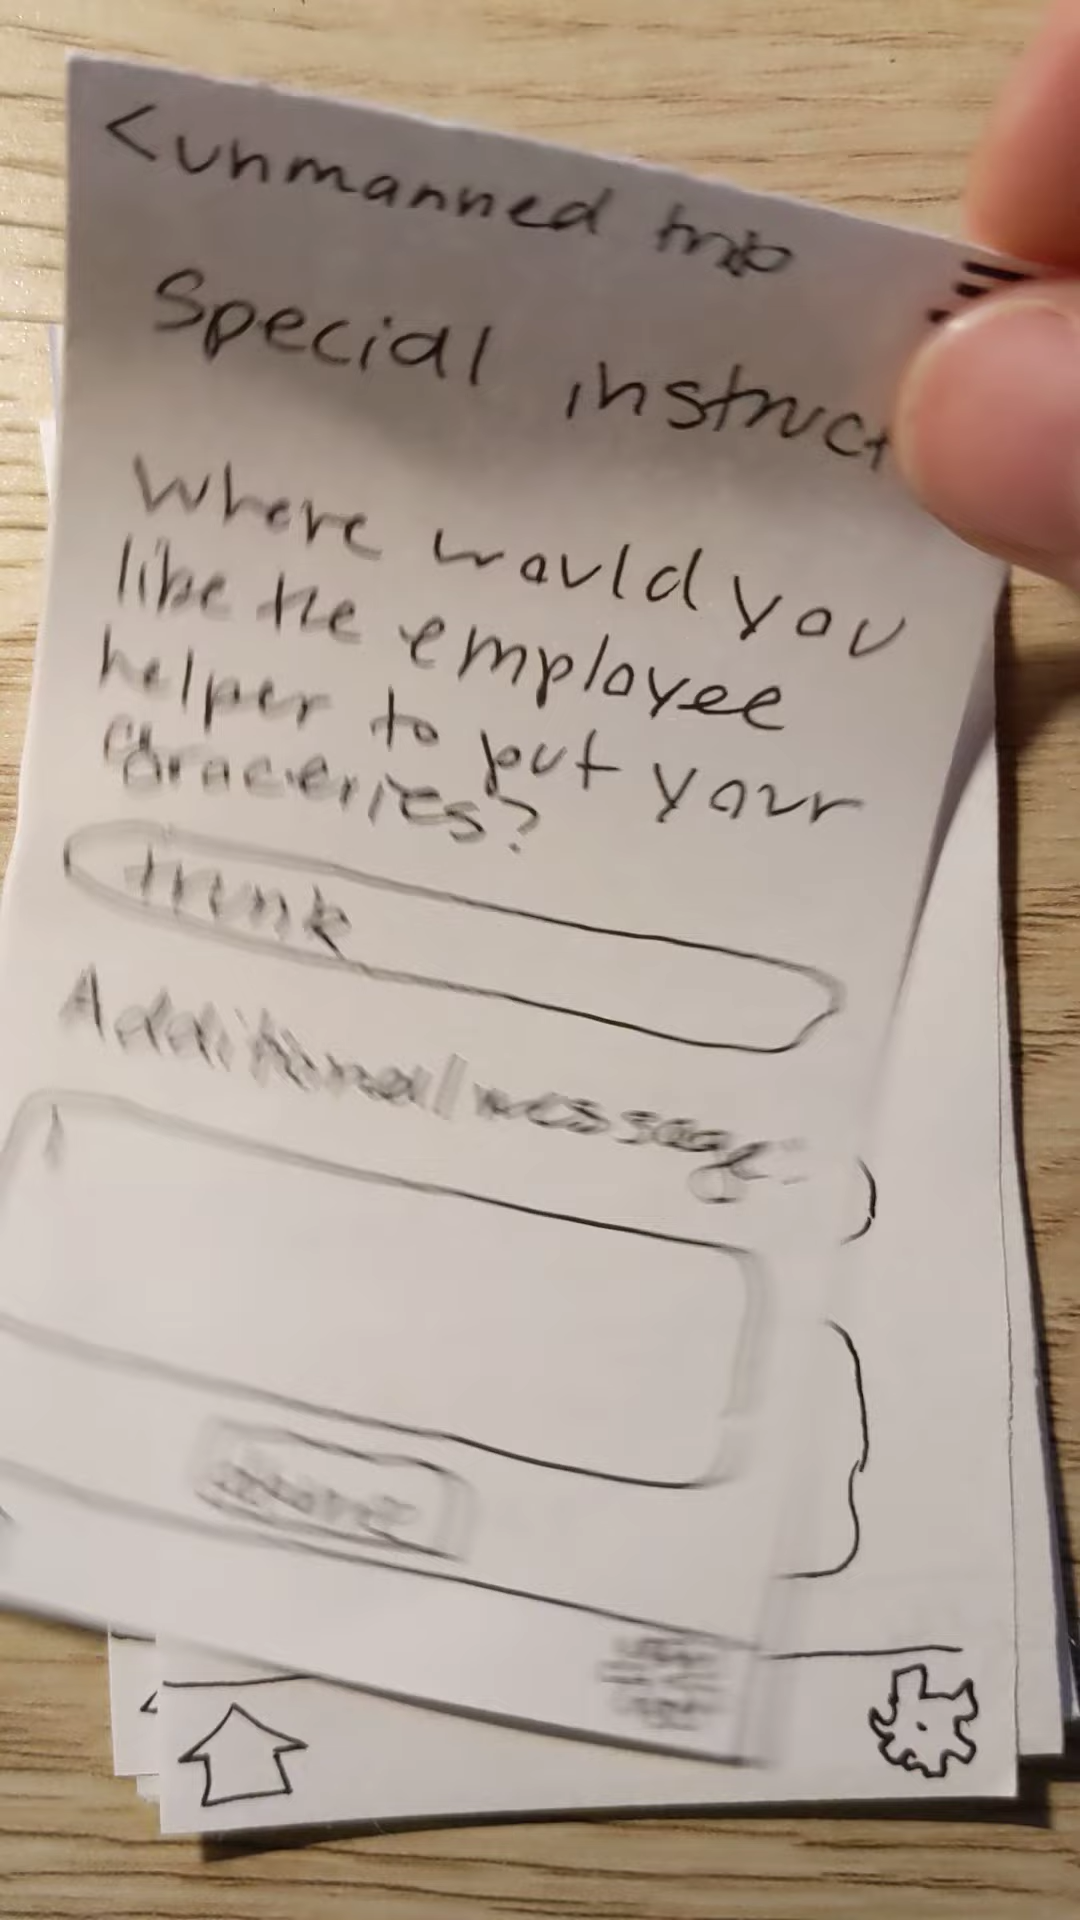 <unmanned trip
Special instruct
Where would you
like the employee
helper to put your
Groceries?
trunk
Additional message: